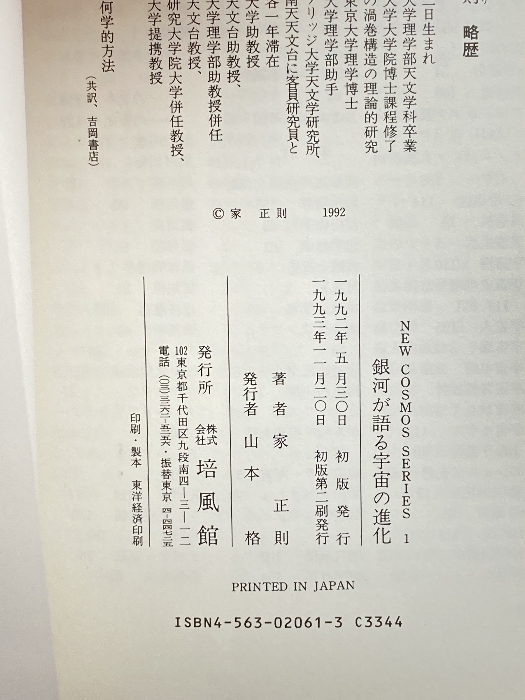 略歴
二日生まれ
大学理学部天文学科卒業
大学大学院博士課程修了
の渦巻構造の理論的研究
東京大学理学博士
大学理学部助手
ブリッジ大学天文学研究所、
南天天文台に客員研究員と
各一年滞在
大学助教授
天文台助教授、
大学理学部助教授併任
天文台教授、
研究大学院大学併任教授、
大学提携教授
何学的方法
(共訳、吉岡書店)
© 家 正則 1992
NEW COSMOS SERIES 1
銀河が語る宇宙の進化
一九九二年 五 月三〇日 初 版 発 行
一九九三年一一月二〇日 初版第二刷発行
著者 家 正 則
発行者 山 本 格
発行所 株式会社 培 風 館
102 東京都千代田区九段南四―三―一二
印刷・製本 東洋経済印刷
PRINTED IN JAPAN
ISBN4-563-02061-3 C3344